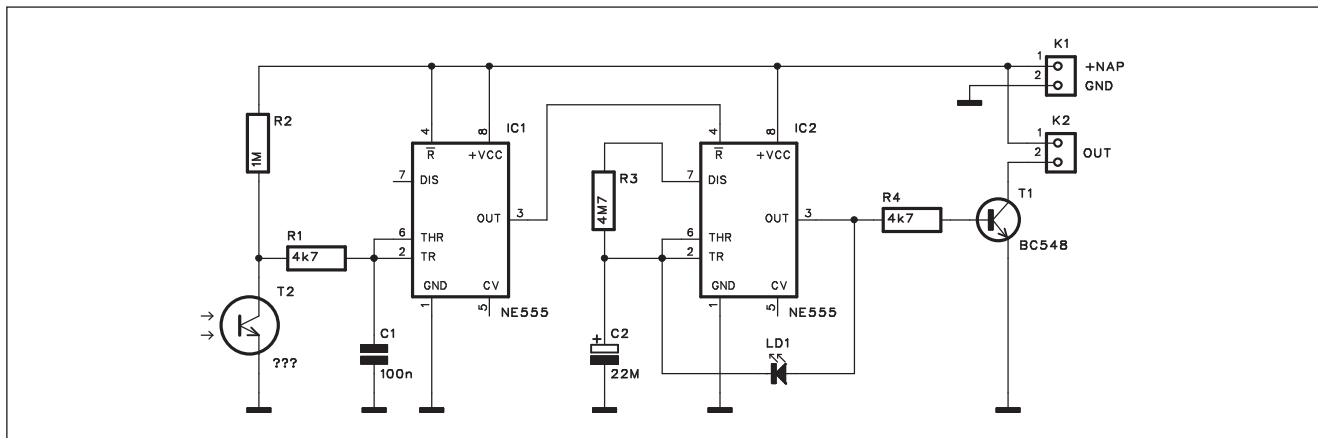 K1
1
+NAP
2
GND
K2
1
OUT
2
R2
1M
4
8
IC1
R
+VCC
7
DIS
OUT
3
6
THR
2
TR
GND
CV
1
5
NE555
R1
4k7
T2
???
C1
100n
R3
4M7
4
8
IC2
R
+VCC
7
DIS
OUT
3
6
THR
2
TR
GND
CV
1
5
NE555
+
C2
22M
LD1
R4
4k7
T1
BC548